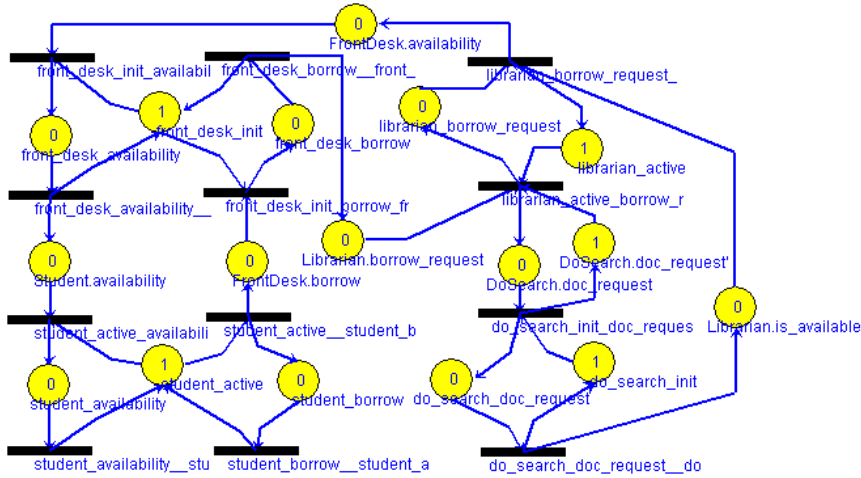 0
FrontDesk.availability
front_desk_init_availabil
front_desk_borrow__front_
librarian_borrow_request_
1
front_desk_init
0
front_desk_borrow
0
librarian_borrow_request
0
front_desk_availability
1
librarian_active
front_desk_availability__
front_desk_init_borrow_fr
librarian_active_borrow_r
0
Librarian.borrow_request
1
DoSearch.doc_request'
0
Student.availability
0
FrontDesk.borrow
0
DoSearch.doc_request
0
Librarian.is_available
student_active_availabili
student_active__student_b
do_search_init_doc_reques
1
student_active
0
student_availability
0
student_borrow
0
do_search_doc_request
1
do_search_init
student_availability__stu
student_borrow__student_a
do_search_doc_request__do